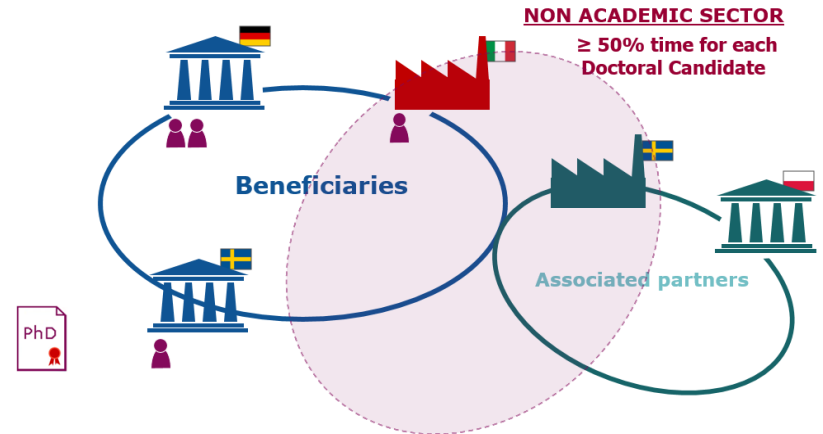 NON ACADEMIC SECTOR
≥ 50% time for each
Doctoral Candidate
Beneficiaries
Associated partners
PhD